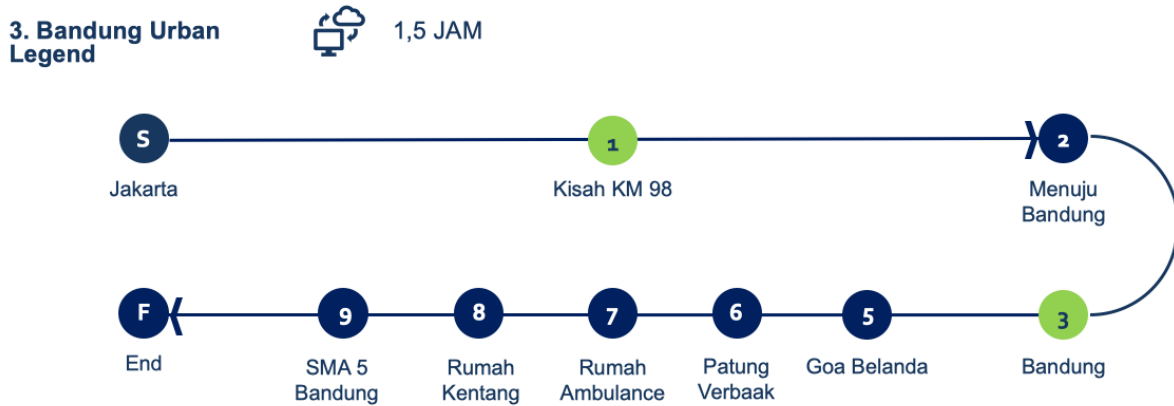 3. Bandung Urban
Legend
1,5 JAM
S
1
2
Jakarta
Kisah KM 98
Menuju
Bandung
F
9
8
7
6
5
3
End
SMA 5
Bandung
Rumah
Kentang
Rumah
Ambulance
Patung
Verbaak
Goa Belanda
Bandung